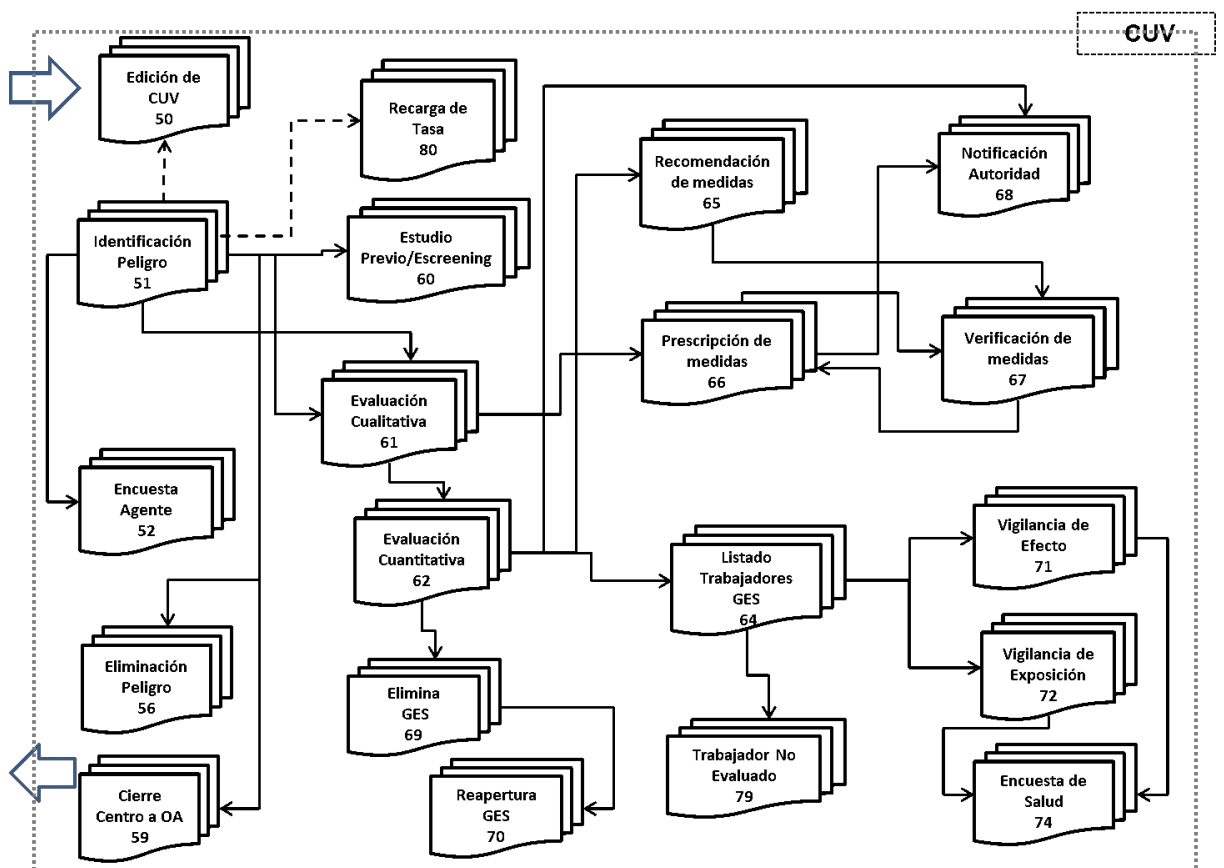 CUV
Edición de
CUV
50
Recarga de
Tasa
80
Recomendación
de medidas
65
Notificación
Autoridad
68
Identificación
Peligro
51
Estudio
Previo/Escreening
60
Prescripción de
medidas
66
Verificación de
medidas
67
Evaluación
Cualitativa
61
Encuesta
Agente
52
Evaluación
Cuantitativa
62
Listado
Trabajadores
GES
64
Vigilancia de
Efecto
71
Eliminación
Peligro
56
Elimina
GES
69
Vigilancia de
Exposición
72
Cierre
Centro a OA
59
Reapertura
GES
70
Trabajador No
Evaluado
79
Encuesta de
Salud
74